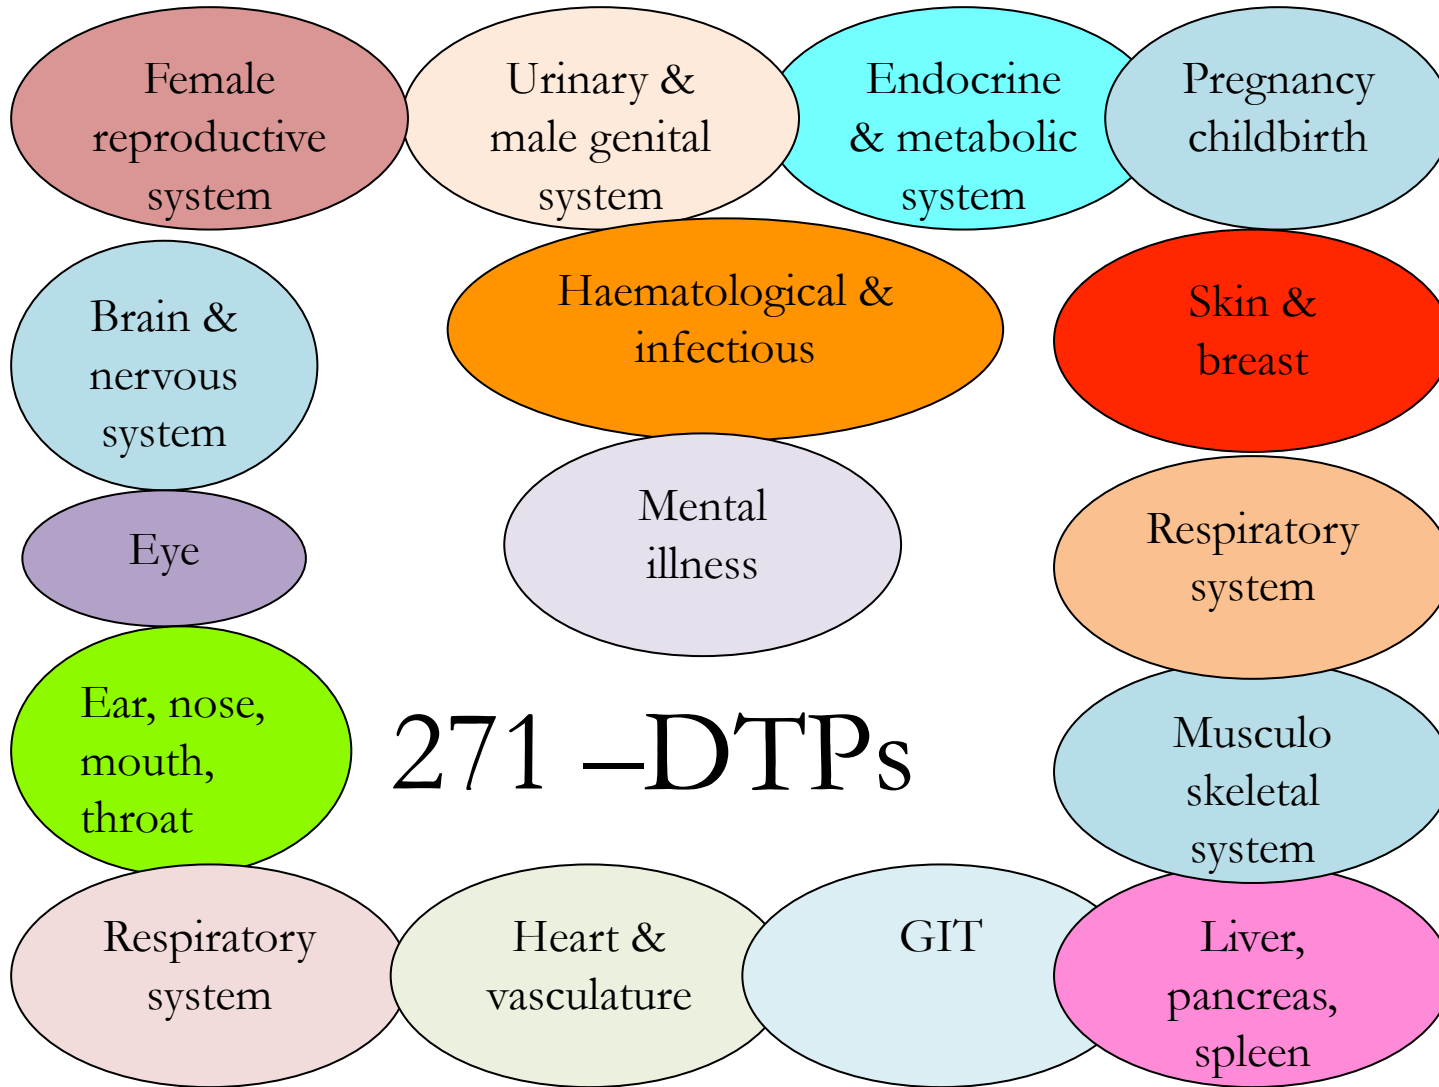 Female
reproductive
system
Urinary &
male genital
system
Endocrine
& metabolic
system
Pregnancy
childbirth
Brain &
nervous
system
Haematological &
infectious
Skin &
breast
Eye
Mental
illness
Respiratory
system
Ear, nose,
mouth,
throat
271 –DTPs
Musculo
skeletal
system
Respiratory
system
Heart &
vasculature
GIT
Liver,
pancreas,
spleen